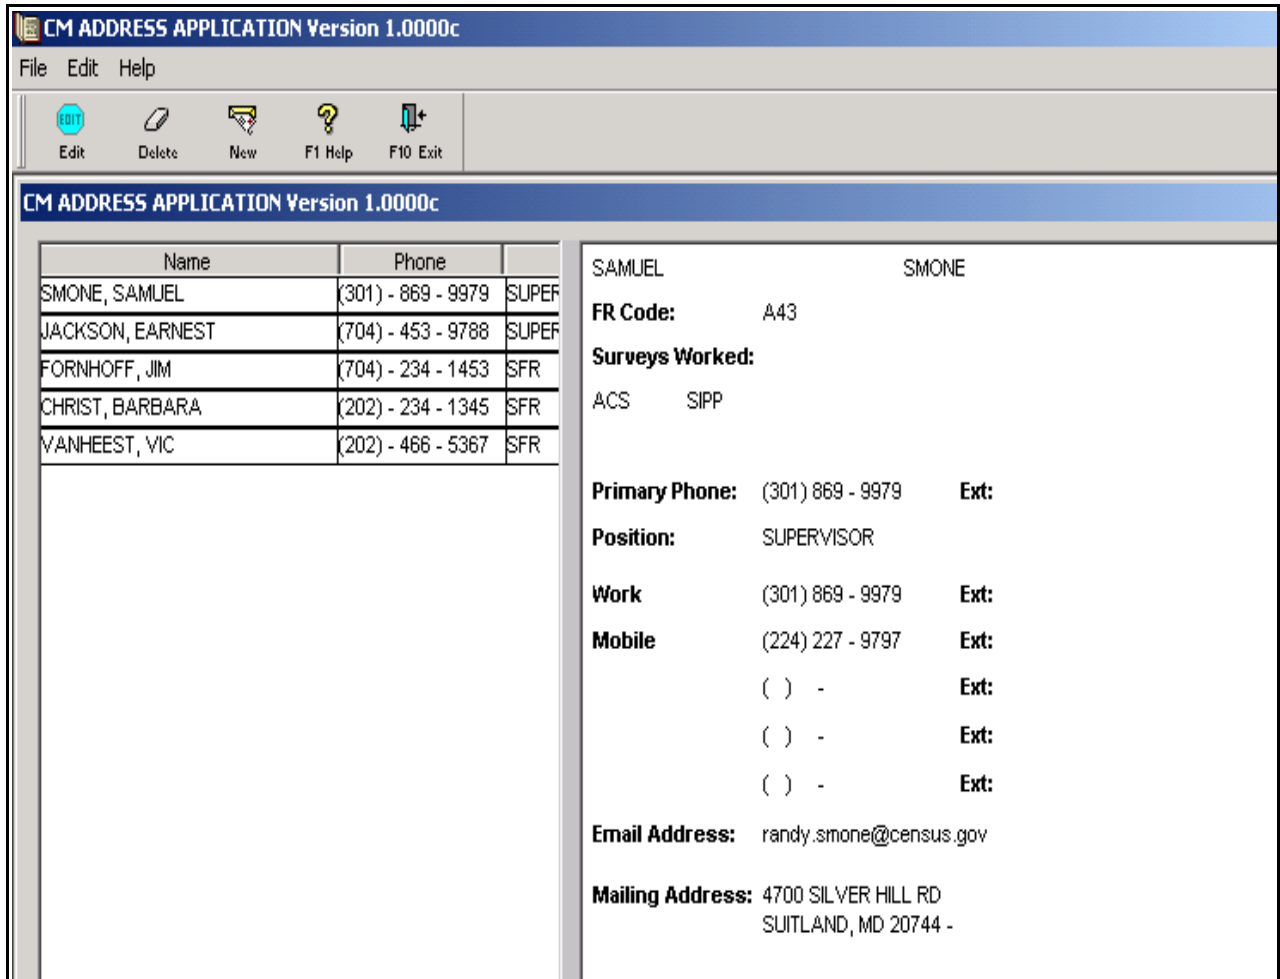 CM ADDRESS APPLICATION Version 1.0000c
File Edit Help
EDIT
Edit Delete New F1 Help F10 Exit
CM ADDRESS APPLICATION Version 1.0000c
Name Phone
SMONE, SAMUEL (301) - 869 - 9979 SUPER
JACKSON, EARNEST (704) - 453 - 9788 SUPER
FORNHOFF, JIM (704) - 234 - 1453 SFR
CHRIST, BARBARA (202) - 234 - 1345 SFR
VANHEEST, VIC (202) - 466 - 5367 SFR
SAMUEL SMONE
FR Code: A43
Surveys Worked:
ACS SIPP
Primary Phone: (301) 869 - 9979 Ext:
Position: SUPERVISOR
Work (301) 869 - 9979 Ext:
Mobile (224) 227 - 9797 Ext:
( ) - Ext:
( ) - Ext:
( ) - Ext:
Email Address: randy.smone@census.gov
Mailing Address: 4700 SILVER HILL RD
SUITLAND, MD 20744 -